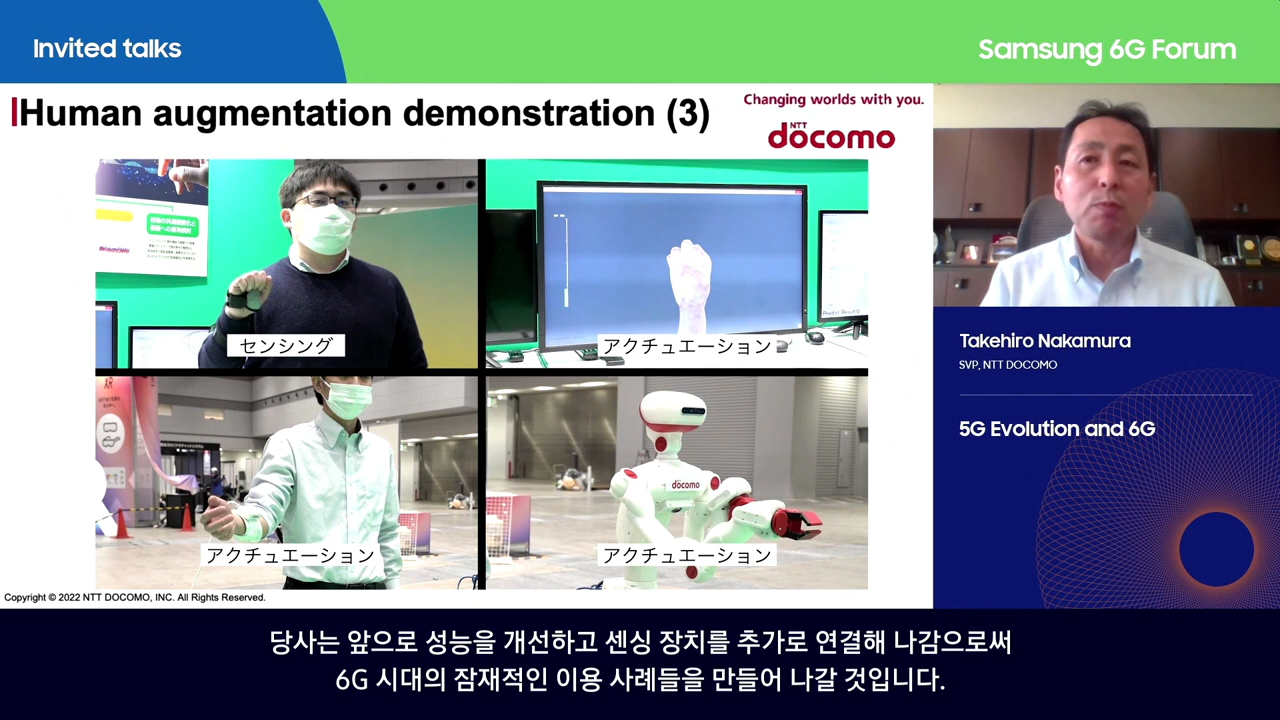 Invited talks
Samsung 6G Forum
Human augmentation demonstration (3)
Changing worlds with you.
NTT
döcomo
センシング
アクチュエーション
アクチュエーション
döcomo
アクチュエーション
Copyright © 2022 NTT DOCOMO, INC. All Rights Reserved.
Takehiro Nakamura
SVP, NTT DOCOMO
5G Evolution and 6G
당사는 앞으로 성능을 개선하고 센싱 장치를 추가로 연결해 나감으로써
6G 시대의 잠재적인 이용 사례들을 만들어 나갈 것입니다.